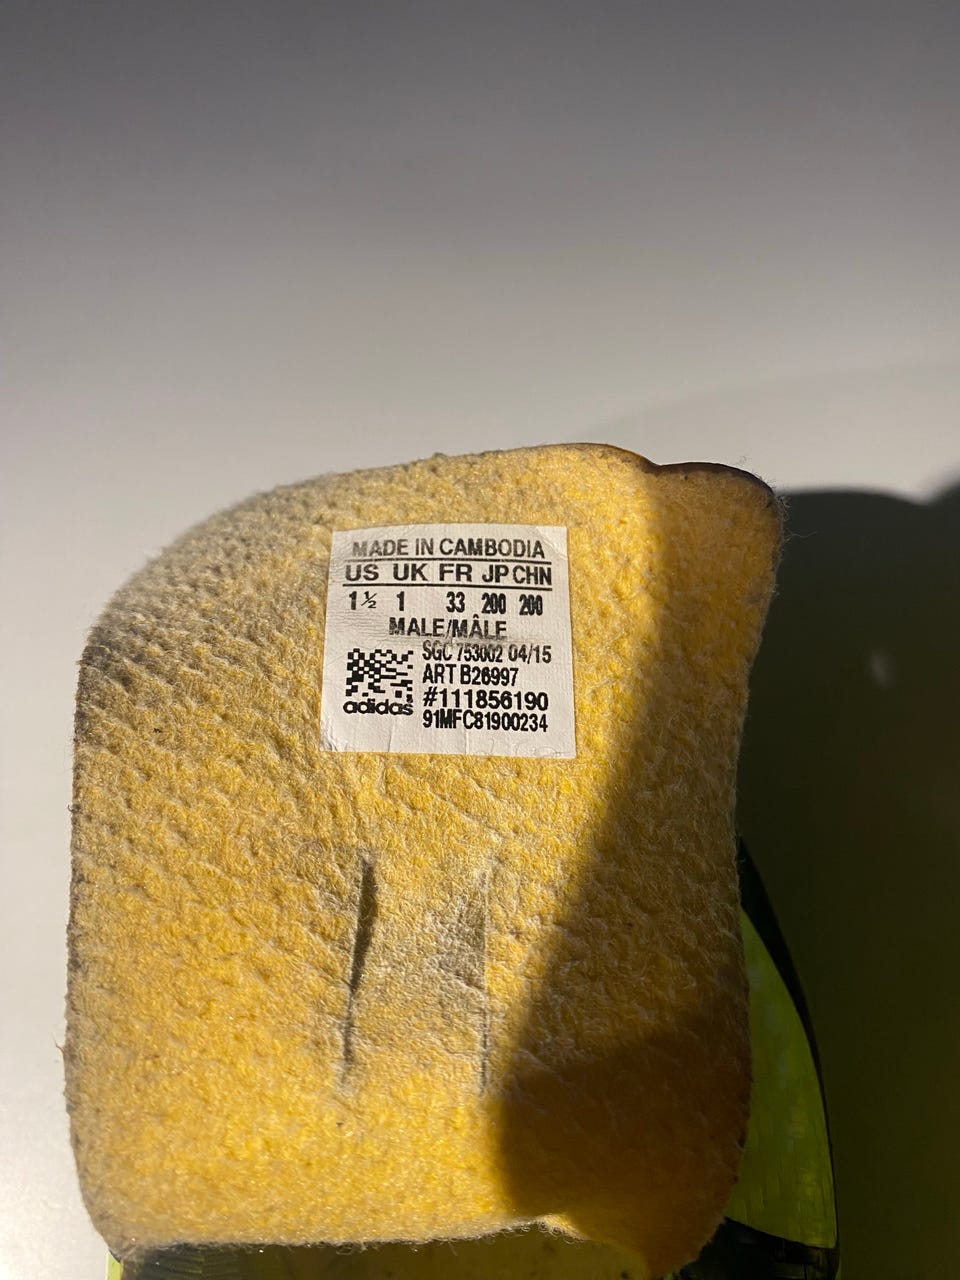 MADE IN CAMBODIA
US UK FR JP CHN
1½ 1 33 200 200
MALE/MÂLE
SGC 753002 04/15
ART B26997
#111856190
adidas 91MFC81900234